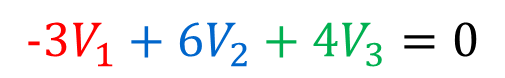 -3V₁ + 6V₂ + 4V₃ = 0